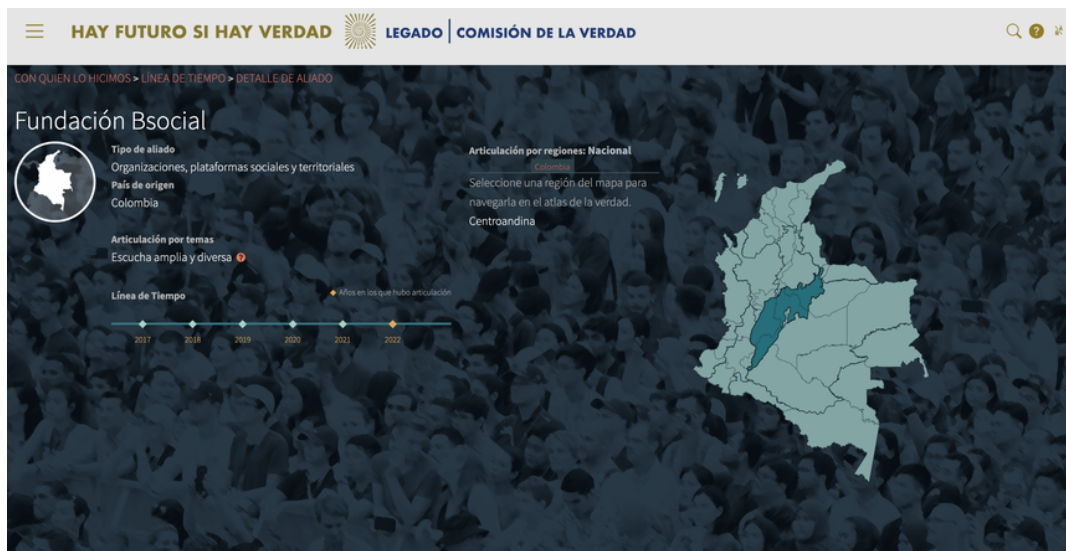 HAY FUTURO SI HAY VERDAD
LEGADO | COMISIÓN DE LA VERDAD
?
CON QUIEN LO HICIMOS > LÍNEA DE TIEMPO > DETALLE DE ALIADO
Fundación Bsocial
Tipo de aliado
Organizaciones, plataformas sociales y territoriales
País de origen
Colombia
Articulación por temas
Escucha amplia y diversa ?
Línea de Tiempo
Años en los que hubo articulación
2017 2018 2019 2020 2021 2022
Articulación por regiones: Nacional
Colombia
Seleccione una región del mapa para
navegarla en el atlas de la verdad.
Centroandina